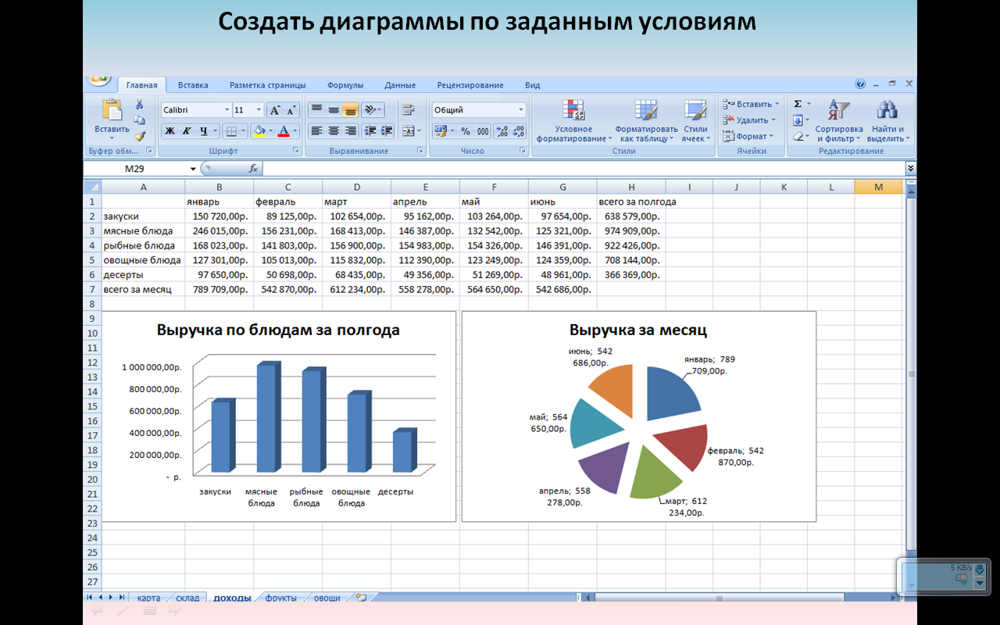 Создать диаграммы по заданным условиям
Главная Вставка Разметка страницы Формулы Данные Рецензирование Вид
Calibri 11 Общий
Вставить
Ж К Ч
% 000
Условное форматирование
Форматировать как таблицу
Стили ячеек
Вставить
Удалить
Формат
Σ
Сортировка и фильтр
Найти и выделить
Буфер обм... Шрифт Выравнивание Число Стили Ячейки Редактирование
M29 fx
A B C D E F G H I J K L M
1 январь февраль март апрель май июнь всего за полгода
2 закуски 150 720,00р. 89 125,00р. 102 654,00р. 95 162,00р. 103 264,00р. 97 654,00р. 638 579,00р.
3 мясные блюда 246 015,00р. 156 231,00р. 168 413,00р. 146 387,00р. 132 542,00р. 125 321,00р. 974 909,00р.
4 рыбные блюда 168 023,00р. 141 803,00р. 156 900,00р. 154 983,00р. 154 326,00р. 146 391,00р. 922 426,00р.
5 овощные блюда 127 301,00р. 105 013,00р. 115 832,00р. 112 390,00р. 123 249,00р. 124 359,00р. 708 144,00р.
6 десерты 97 650,00р. 50 698,00р. 68 435,00р. 49 356,00р. 51 269,00р. 48 961,00р. 366 369,00р.
7 всего за месяц 789 709,00р. 542 870,00р. 612 234,00р. 558 278,00р. 564 650,00р. 542 686,00р.
8
9
10
11
12
13
14
15
16
17
18
19
20
21
22
23
24
25
26
27
Выручка по блюдам за полгода
1 000 000,00р.
800 000,00р.
600 000,00р.
400 000,00р.
200 000,00р.
- р.
закуски мясные рыбные овощные десерты
блюда блюда блюда
Выручка за месяц
июнь; 542
686,00р.
январь; 789
709,00р.
май; 564
650,00р.
февраль; 542
870,00р.
апрель; 558
278,00р.
март; 612
234,00р.
5 KB/s
карта склад доходы фрукты овощи